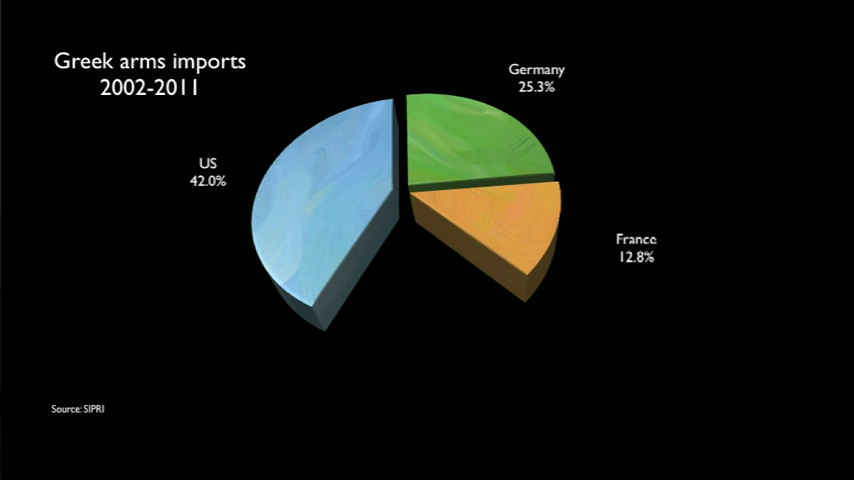 Greek arms imports
2002-2011
Germany
25.3%
US
42.0%
France
12.8%
Source: SIPRI